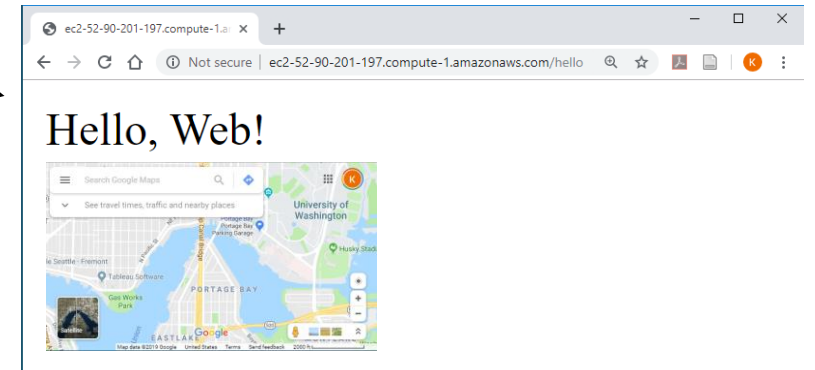 ec2-52-90-201-197.compute-1.a
Not secure | ec2-52-90-201-197.compute-1.amazonaws.com/hello
K
Hello, Web!
Search Google Maps
K
See travel times, traffic and nearby places
University of
Washington
Portage Bay
Parking Garage
Husky Stad
le Seattle - Fremont
Tableau Software
Gas Works
Park
PORTAGE BAY
Satellite
EASTLAKE
Google
Map data ©2019 Google United States Terms Send feedback 2000 ft